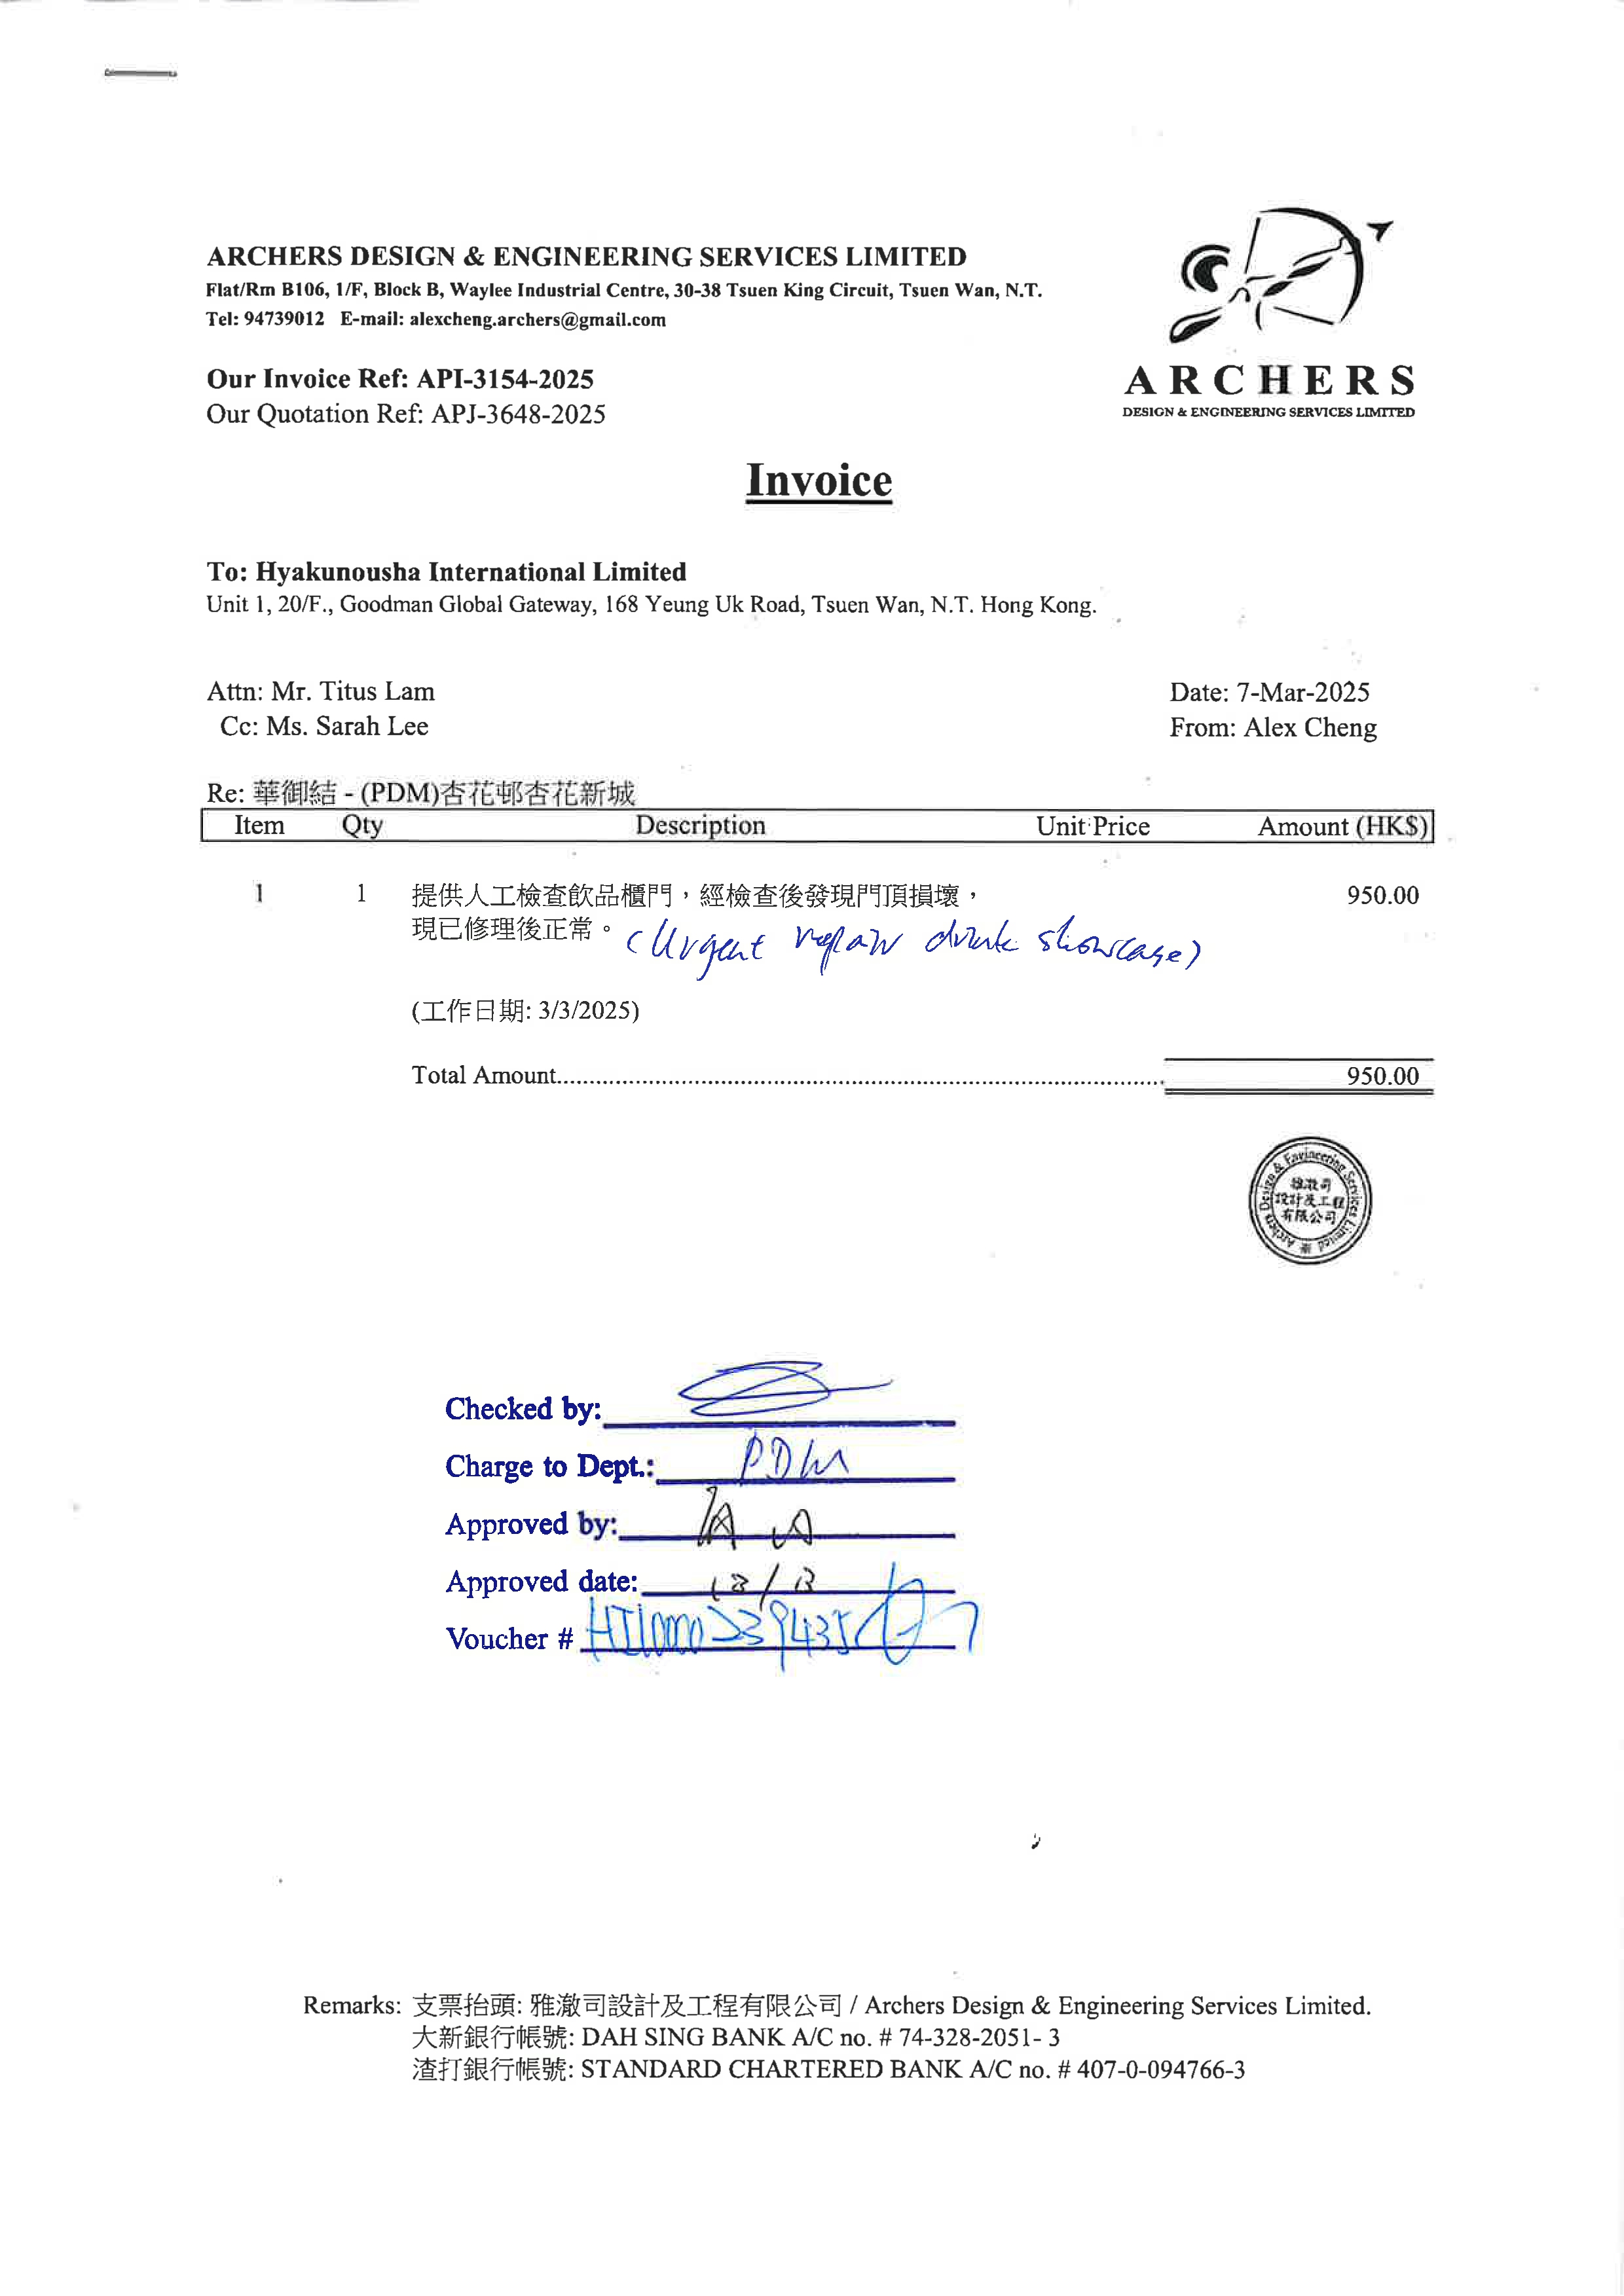 ARCHERS DESIGN & ENGINEERING SERVICES LIMITED
Flat/Rm B106, 1/F, Block B, Waylee Industrial Centre, 30-38 Tsuen King Circuit, Tsuen Wan, N.T.
Tel: 94739012 E-mail: alexcheng.archers@gmail.com
Our Invoice Ref: API-3154-2025
Our Quotation Ref: APJ-3648-2025
ARCHERS
DESIGN & ENGINEERING SERVICES LIMITED
Invoice
To: Hyakunousha International Limited
Unit 1, 20/F., Goodman Global Gateway, 168 Yeung Uk Road, Tsuen Wan, N.T. Hong Kong.
Attn: Mr. Titus Lam Date: 7-Mar-2025
Cc: Ms. Sarah Lee From: Alex Cheng
Re: 華御結 - (PDM)杏花邨杏花新城
Item Qty Description Unit Price Amount (HK$)
1 1 提供人工檢查飲品櫃門，經檢查後發現門頂損壞， 950.00
現已修理後正常。 (Urgent repair drink showcase)
(工作日期: 3/3/2025)
Total Amount.......... 950.00
Archers Design & Engineering Services Limited
雅澂司
設計及工程
有限公司
Checked by:
Charge to Dept.: PDM
Approved by:
Approved date:
Voucher #
Remarks: 支票抬頭: 雅澂司設計及工程有限公司 / Archers Design & Engineering Services Limited.
大新銀行帳號: DAH SING BANK A/C no. # 74-328-2051- 3
渣打銀行帳號: STANDARD CHARTERED BANK A/C no. # 407-0-094766-3